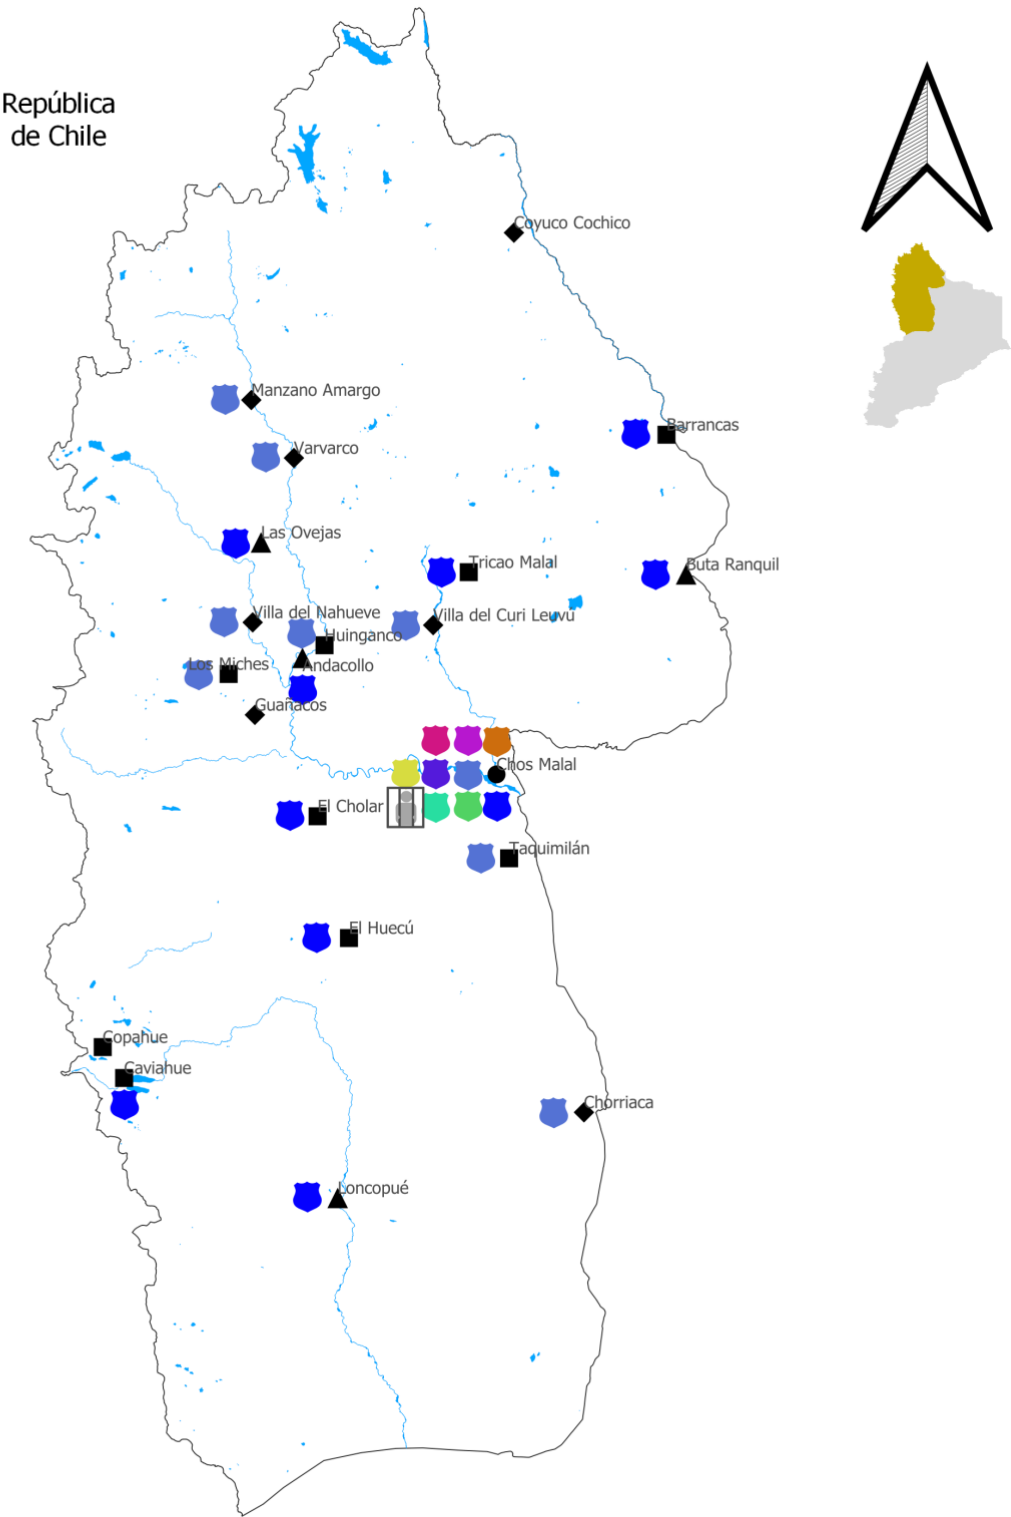 República
de Chile
Coyuco Cochico
Manzano Amargo
Barrancas
Varvarco
Las Ovejas
Tricao Malal
Buta Ranquil
Villa del Nahueve
Villa del Curi Leuvú
Huinganco
Los Miches
Andacollo
Guañacos
Chos Malal
El Cholar
Taquimilán
El Huecú
Copahue
Caviahue
Chorriaca
Loncopué